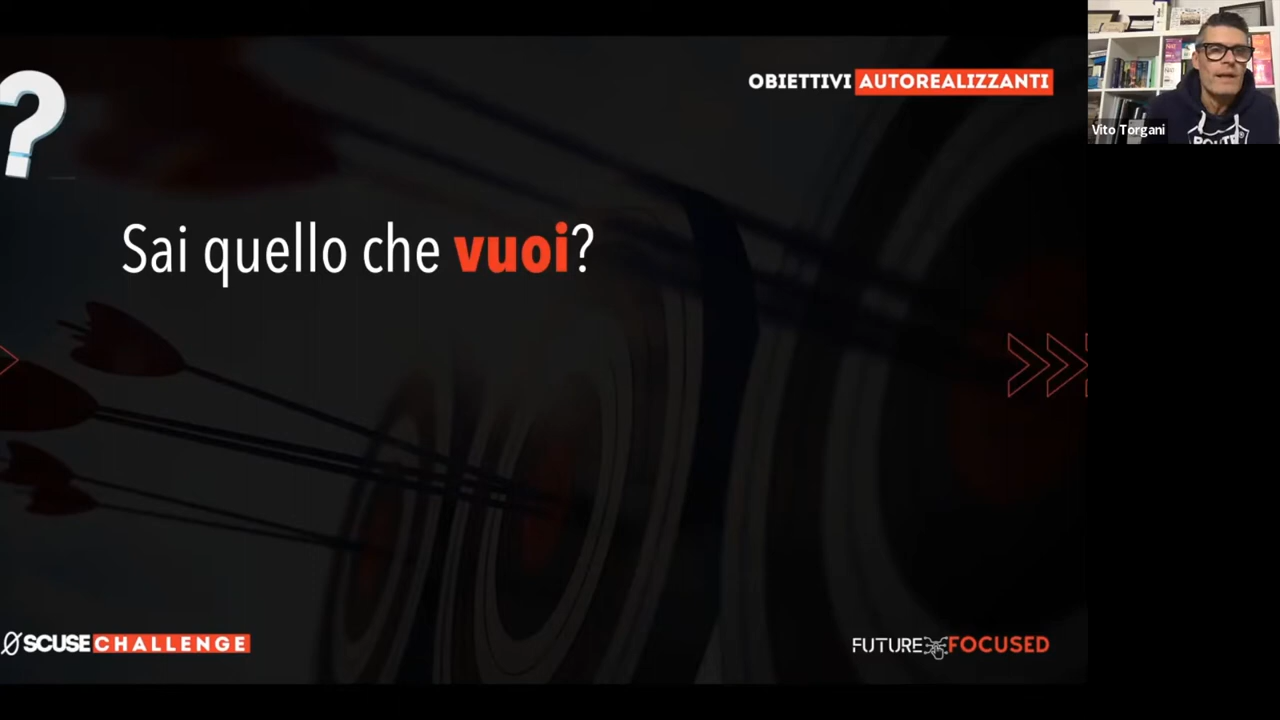 OBIETTIVI AUTOREALIZZANTI
?
Sai quello che vuoi?
ØSCUSE CHALLENGE
FUTURE FOCUSED
Vito Torgani